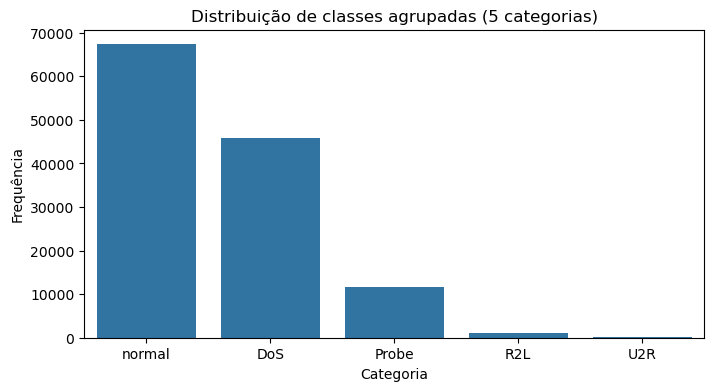 Distribuição de classes agrupadas (5 categorias)
70000
60000
50000
40000
30000
20000
10000
0
Frequência
normal DoS Probe R2L U2R
Categoria